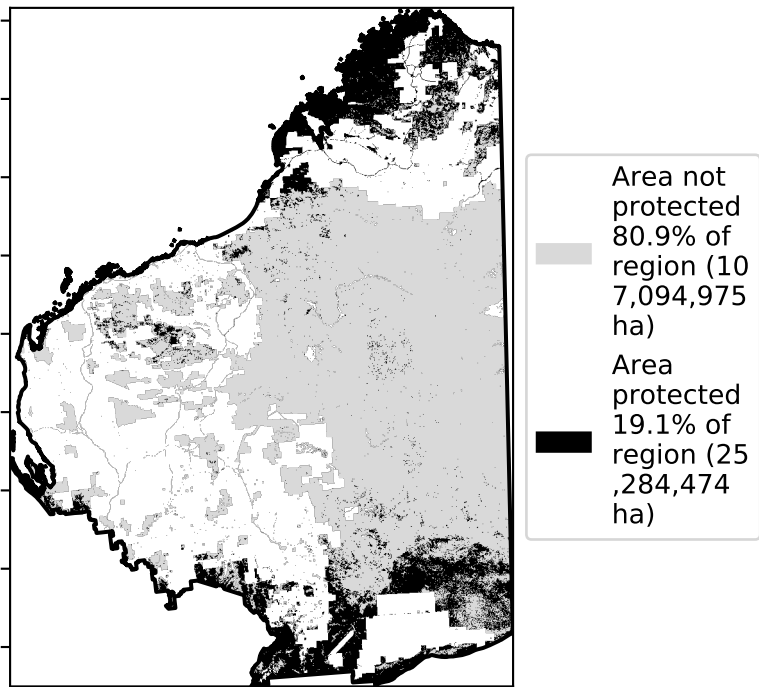 Area not
protected
80.9% of
region (10
7,094,975
ha)
Area
protected
19.1% of
region (25
,284,474
ha)